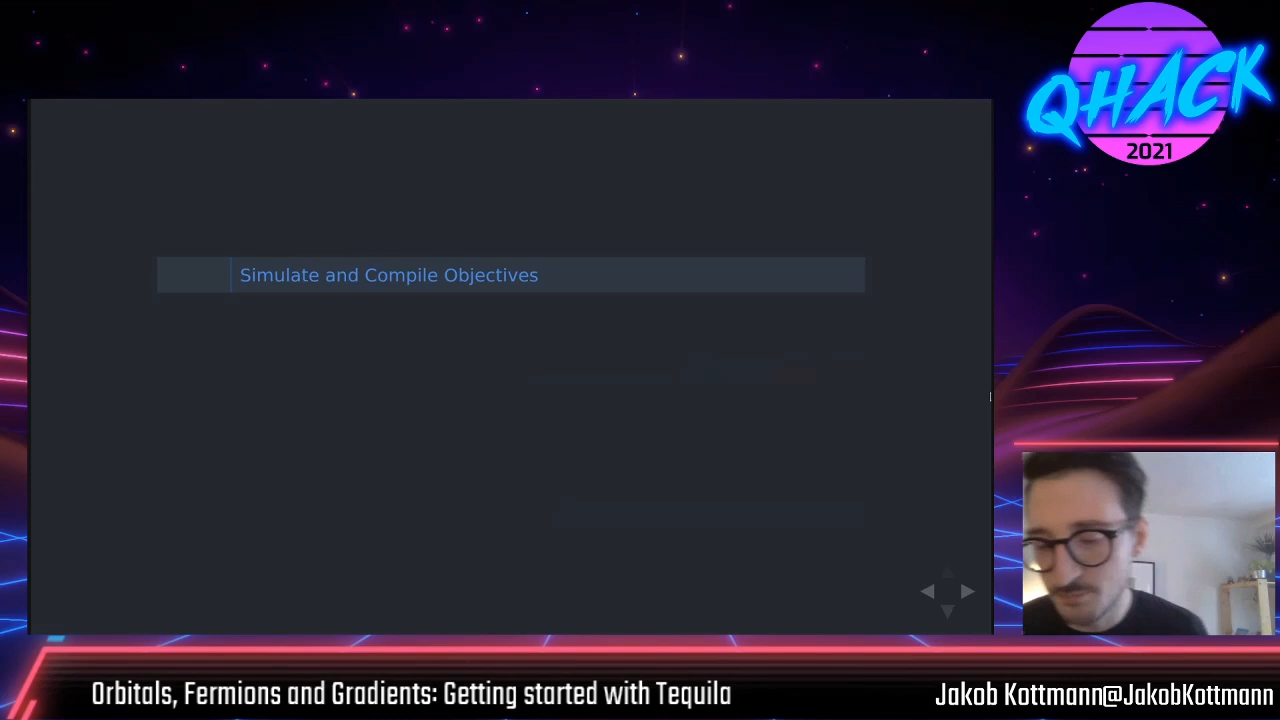 QHACK
2021
Simulate and Compile Objectives
Orbitals, Fermions and Gradients: Getting started with Tequila
Jakob Kottmann@JakobKottmann